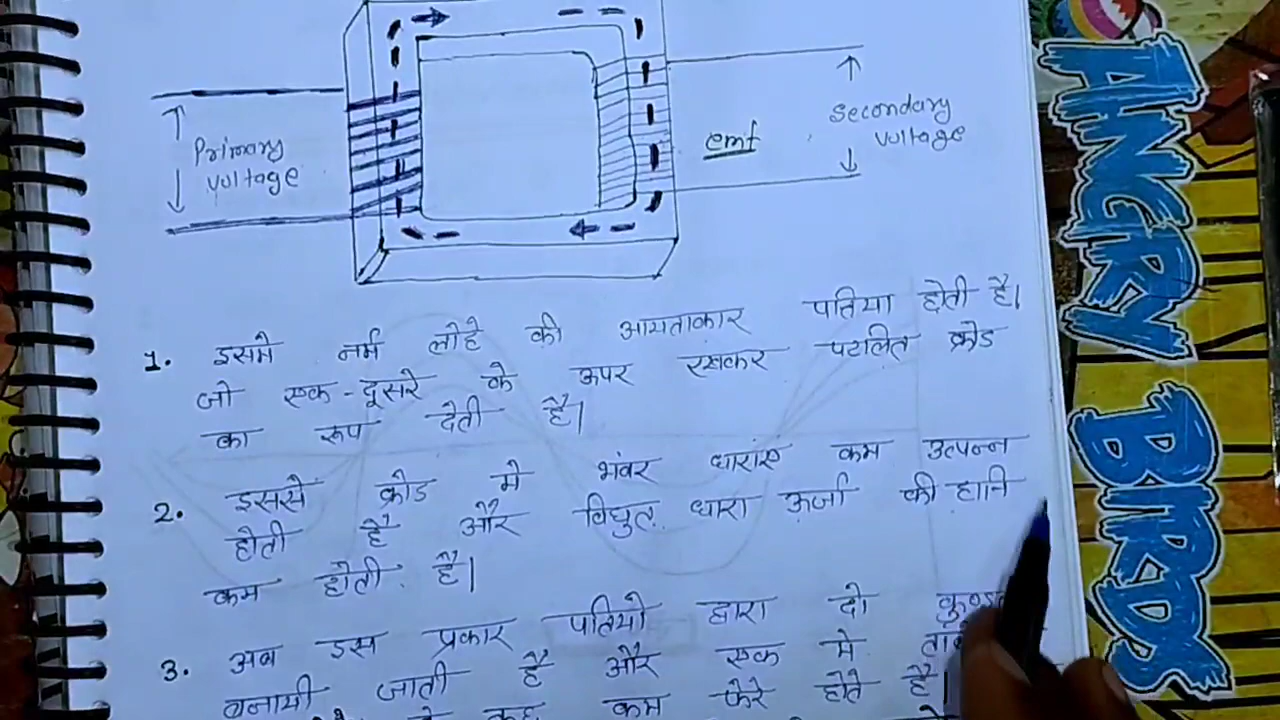 Primary
voltage
emf
Secondary
voltage
1. इसमे नर्म लोहे की आयताकार पतिया होती है।
जो एक-दूसरे के ऊपर रखकर पटलित क्रोड
का रूप देती है।
2. इससे क्रोड मे भंवर धाराएं कम उत्पन्न
होती है और विघुत धारा ऊर्जा की हानि
कम होती है।
3. अब इस प्रकार पतियो द्वारा दो
बनायी जाती है और एक मे
कम फेरे होते है।
ANGRY BIRDS